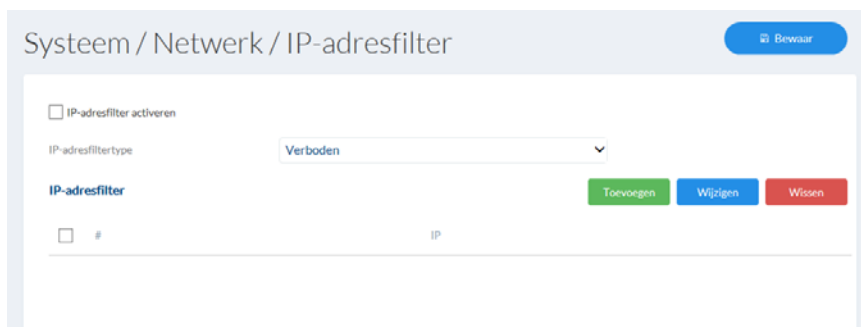 Systeem / Netwerk / IP-adresfilter
Bewaar
IP-adresfilter activeren
IP-adresfiltertype
Verboden
IP-adresfilter
Toevoegen
Wijzigen
Wissen
# IP